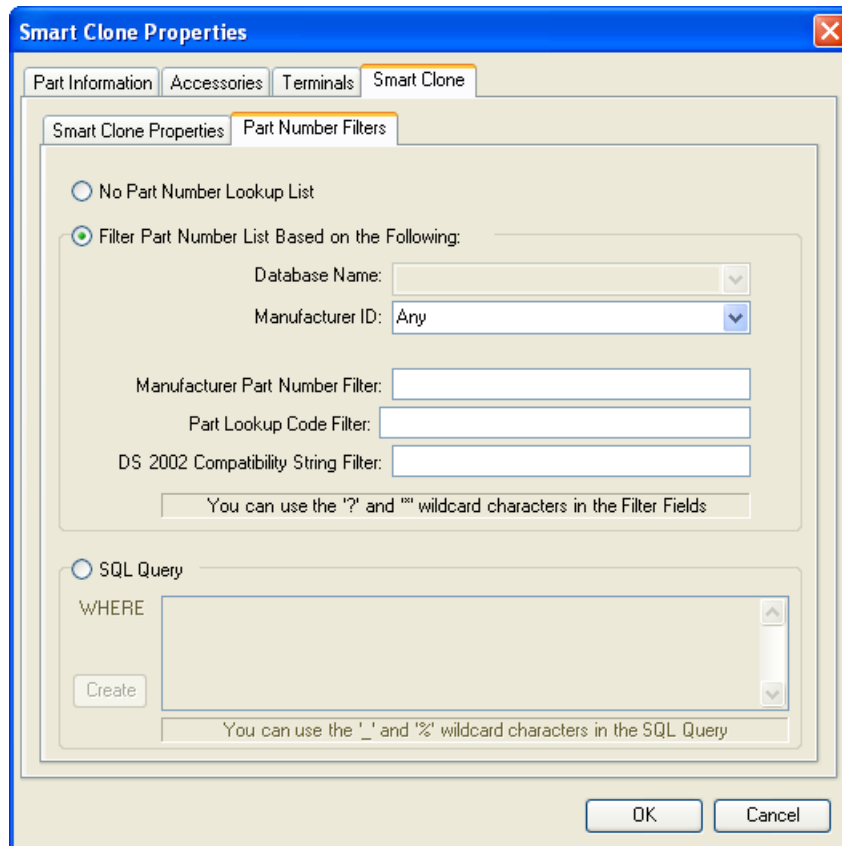 Smart Clone Properties
Part Information Accessories Terminals Smart Clone
Smart Clone Properties Part Number Filters
No Part Number Lookup List
Filter Part Number List Based on the Following:
Database Name:
Manufacturer ID: Any
Manufacturer Part Number Filter:
Part Lookup Code Filter:
DS 2002 Compatibility String Filter:
You can use the '?' and '*' wildcard characters in the Filter Fields
SQL Query
WHERE
Create
You can use the '_' and '%' wildcard characters in the SQL Query
OK Cancel